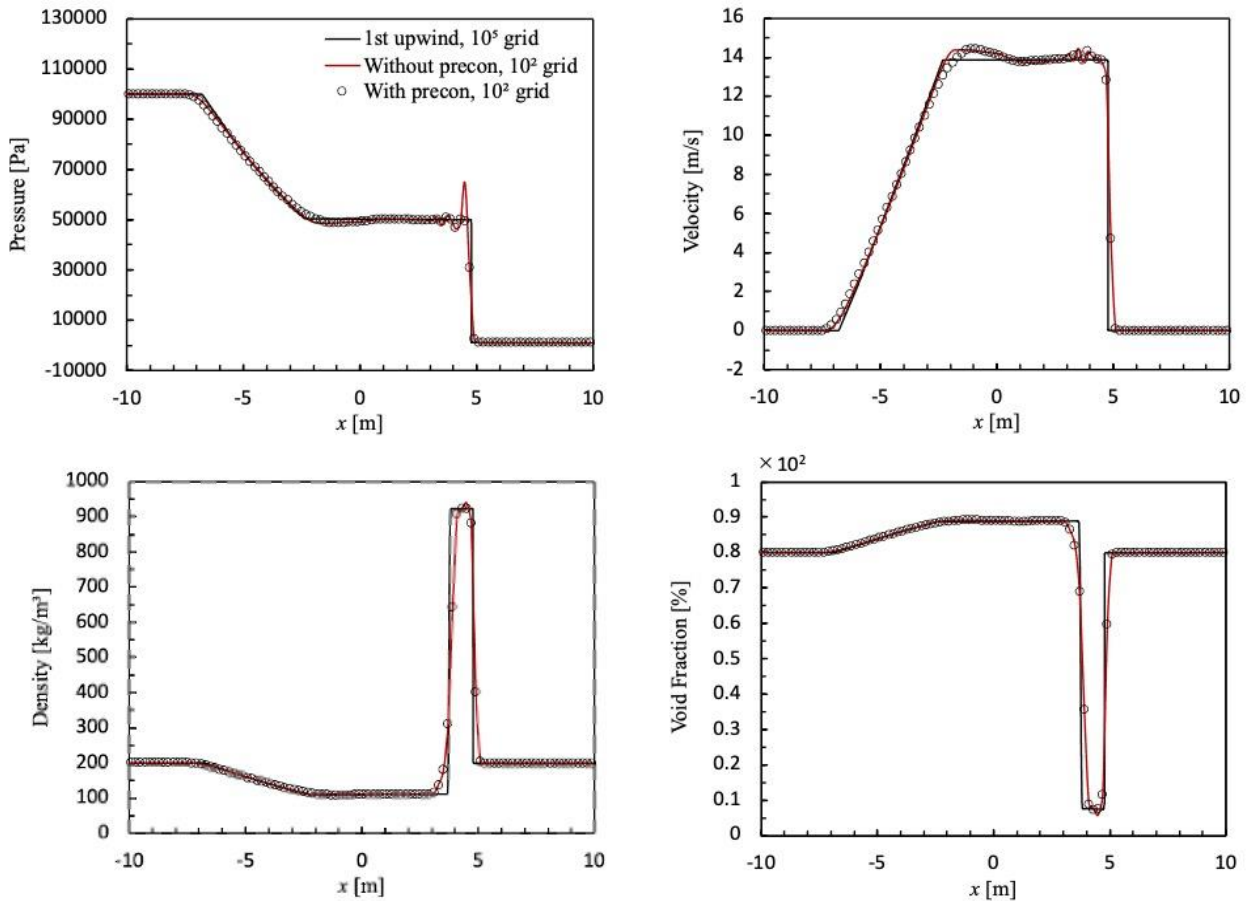 130000
110000
90000
70000
50000
30000
10000
-10000
Pressure [Pa]
1st upwind, 10⁵ grid
Without precon, 10² grid
With precon, 10² grid
-10 -5 0 5 10
x [m]
16
14
12
10
8
6
4
2
0
-2
Velocity [m/s]
-10 -5 0 5 10
x [m]
1000
900
800
700
600
500
400
300
200
100
0
Density [kg/m³]
-10 -5 0 5 10
x [m]
× 10²
1
0.9
0.8
0.7
0.6
0.5
0.4
0.3
0.2
0.1
0
Void Fraction [%]
-10 -5 0 5 10
x [m]